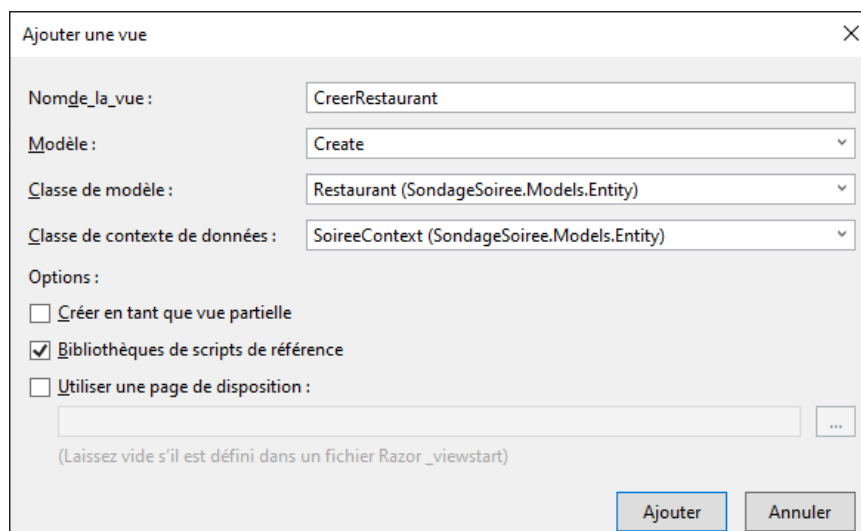 Ajouter une vue
Nomde_la_vue : CreerRestaurant
Modèle : Create
Classe de modèle : Restaurant (SondageSoiree.Models.Entity)
Classe de contexte de données : SoireeContext (SondageSoiree.Models.Entity)
Options :
Créer en tant que vue partielle
Bibliothèques de scripts de référence
Utiliser une page de disposition :
...
(Laissez vide s'il est défini dans un fichier Razor _viewstart)
Ajouter Annuler